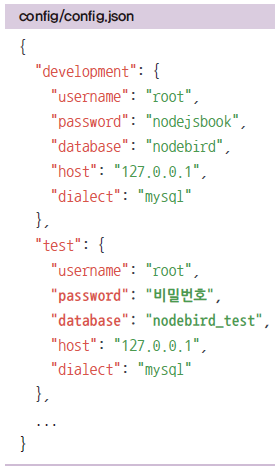 config/config.json
{
"development": {
"username": "root",
"password": "nodejsbook",
"database": "nodebird",
"host": "127.0.0.1",
"dialect": "mysql"
},
"test": {
"username": "root",
"password": "비밀번호",
"database": "nodebird_test",
"host": "127.0.0.1",
"dialect": "mysql"
},
...
}